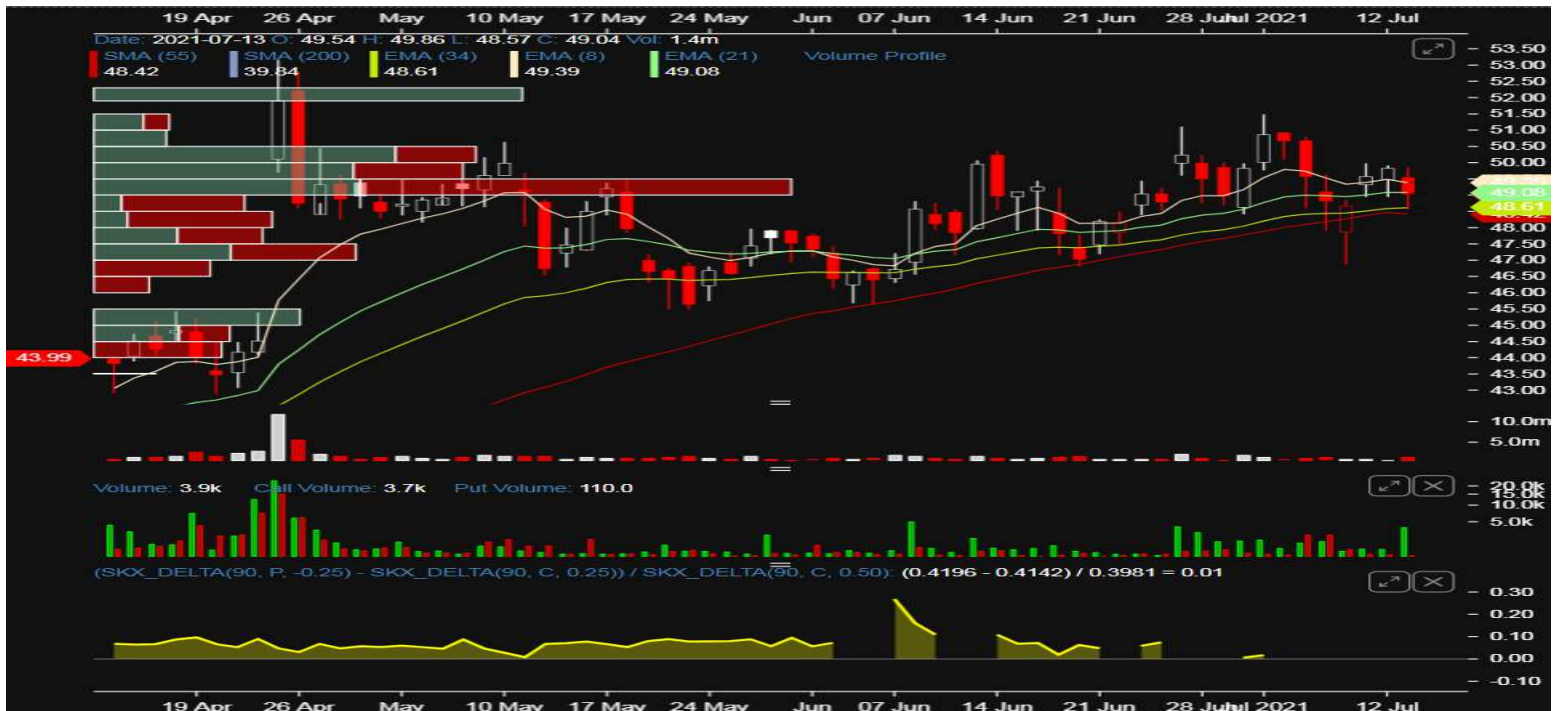 19 Apr 26 Apr May 10 May 17 May 24 May Jun 07 Jun 14 Jun 21 Jun 28 Jun Jul 2021 12 Jul
Date: 2021-07-13 O: 49.54 H: 49.86 L: 48.57 C: 49.04 Vol: 1.4m
SMA (55) SMA (200) EMA (34) EMA (8) EMA (21) Volume Profile
48.42 39.84 48.61 49.39 49.08
53.50
53.00
52.50
52.00
51.50
51.00
50.50
50.00
49.08
48.61
48.00
47.50
47.00
46.50
46.00
45.50
45.00
44.50
43.99
44.00
43.50
43.00
10.0m
5.0m
Volume: 3.9k Call Volume: 3.7k Put Volume: 110.0
20.0k
15.0k
10.0k
5.0k
(SKX_DELTA(90, P, -0.25) - SKX_DELTA(90, C, 0.25)) / SKX_DELTA(90, C, 0.50): (0.4196 - 0.4142) / 0.3981 = 0.01
0.30
0.20
0.10
0.00
-0.10
19 Apr 26 Apr May 10 May 17 May 24 May Jun 07 Jun 14 Jun 21 Jun 28 Jun Jul 2021 12 Jul